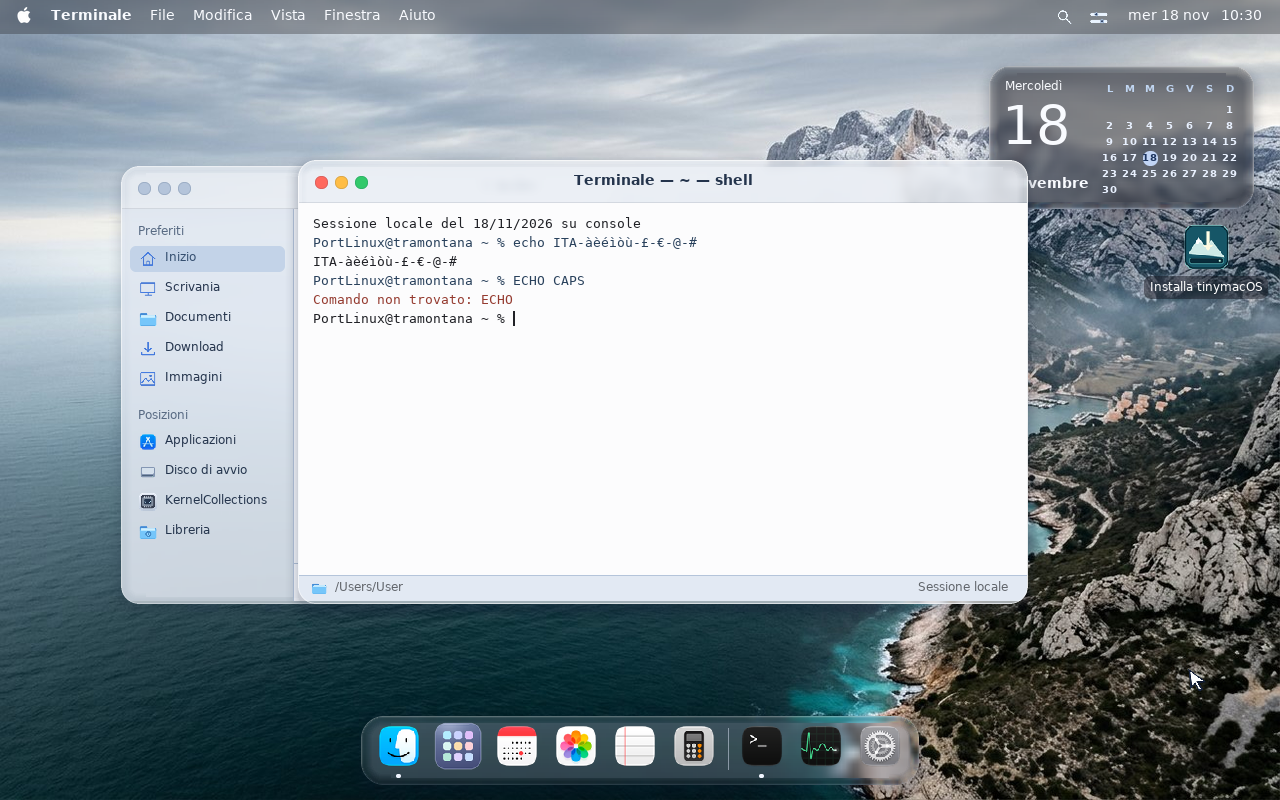 Terminale File Modifica Vista Finestra Aiuto mer 18 nov 10:30
Mercoledì
18
L M M G V S D
1
2 3 4 5 6 7 8
9 10 11 12 13 14 15
16 17 18 19 20 21 22
23 24 25 26 27 28 29
30
vembre
Preferiti
Inizio
Scrivania
Documenti
Download
Immagini
Posizioni
Applicazioni
Disco di avvio
KernelCollections
Libreria
Terminale — ~ — shell
Sessione locale del 18/11/2026 su console
PortLinux@tramontana ~ % echo ITA-àèéìòù-£-€-@-#
ITA-àèéìòù-£-€-@-#
PortLinux@tramontana ~ % ECHO CAPS
Comando non trovato: ECHO
PortLinux@tramontana ~ %
/Users/User Sessione locale
Installa tinymacOS
>_